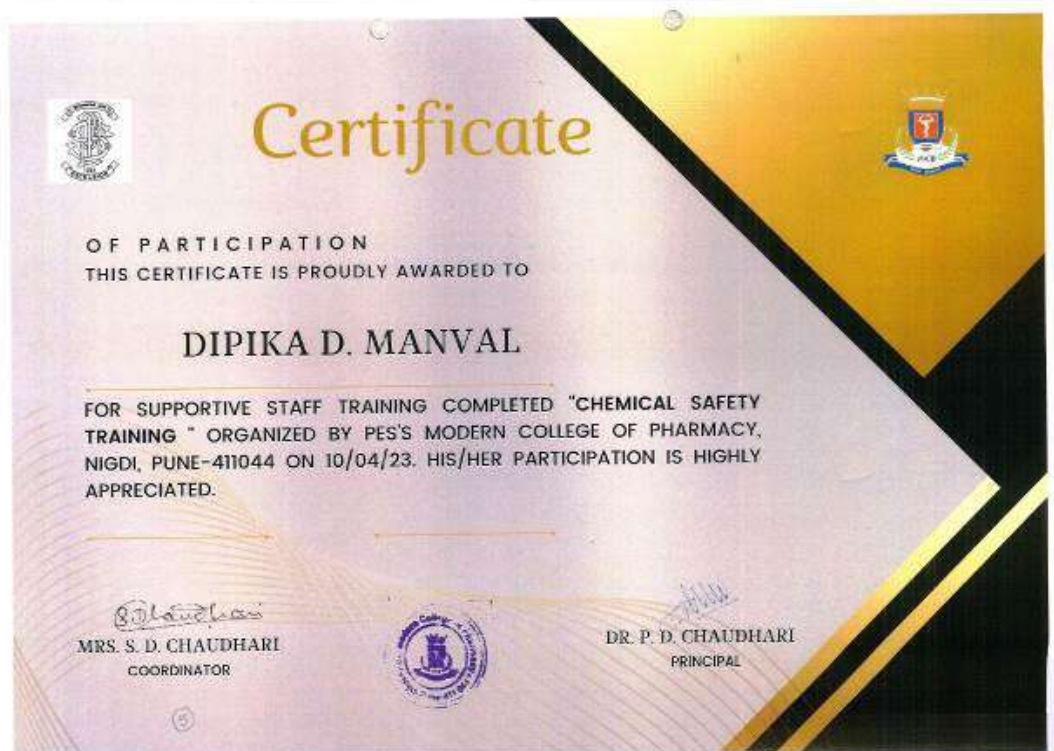 Certificate
OF PARTICIPATION
THIS CERTIFICATE IS PROUDLY AWARDED TO
DIPIKA D. MANVAL
FOR SUPPORTIVE STAFF TRAINING COMPLETED "CHEMICAL SAFETY
TRAINING " ORGANIZED BY PES'S MODERN COLLEGE OF PHARMACY,
NIGDI, PUNE-411044 ON 10/04/23. HIS/HER PARTICIPATION IS HIGHLY
APPRECIATED.
MRS. S. D. CHAUDHARI
COORDINATOR
DR. P. D. CHAUDHARI
PRINCIPAL
5